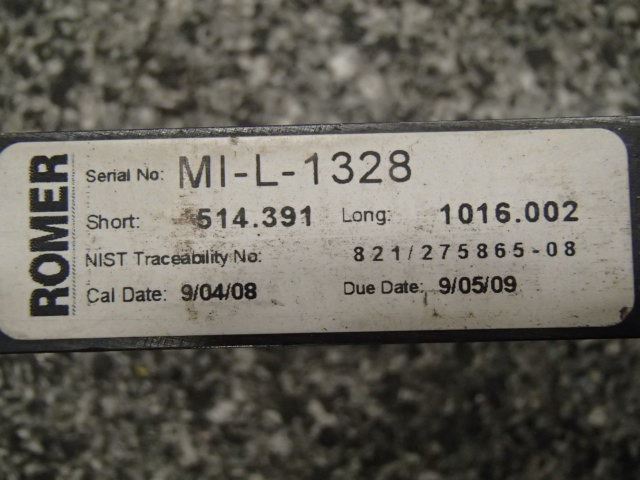 ROMER
Serial No: MI-L-1328
Short: 514.391 Long: 1016.002
NIST Traceability No: 821/275865-08
Cal Date: 9/04/08 Due Date: 9/05/09